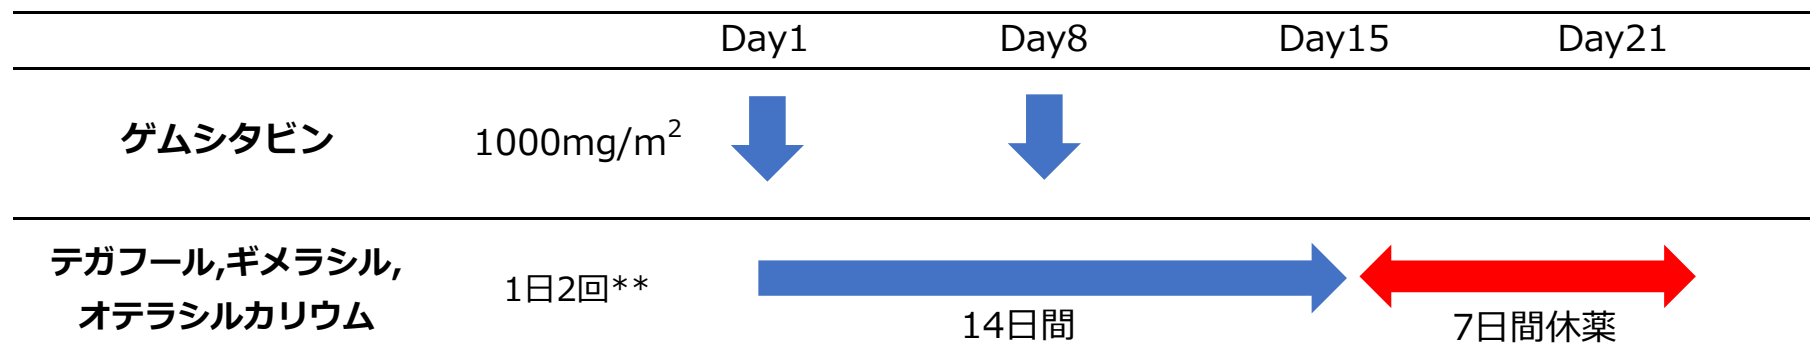 Day1 Day8 Day15 Day21
ゲムシタビン 1000mg/m²
テガフール,ギメラシル,
オテラシルカリウム
1日2回**
14日間
7日間休薬